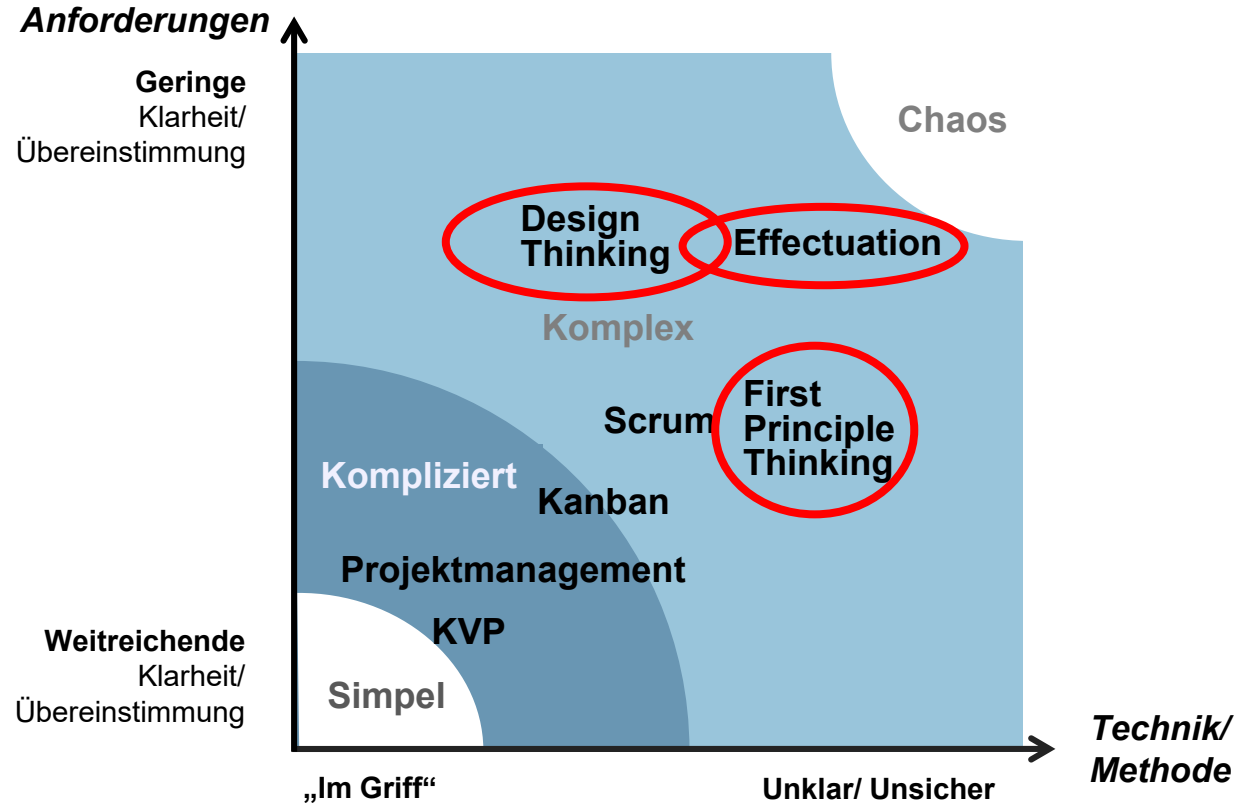 Anforderungen
Geringe
Klarheit/
Übereinstimmung
Chaos
Design
Thinking
Effectuation
Komplex
First
Principle
Thinking
Scrum
Kompliziert
Kanban
Projektmanagement
KVP
Weitreichende
Klarheit/
Übereinstimmung
Simpel
Technik/
Methode
„Im Griff“
Unklar/ Unsicher